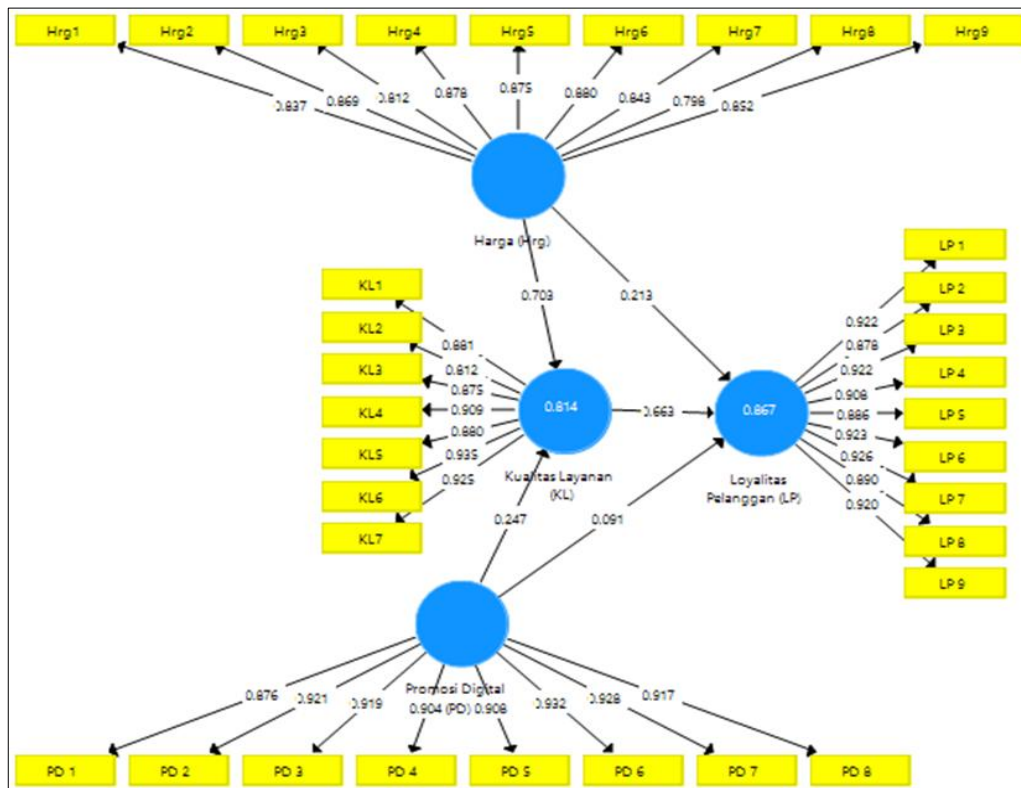 Hrg1 Hrg2 Hrg3 Hrg4 Hrg5 Hrg6 Hrg7 Hrg8 Hrg9
0.837 0.869 0.812 0.878 0.875 0.880 0.843 0.798 0.852
Harga (Hrg)
0.703 0.213
KL1
KL2
KL3
KL4
KL5
KL6
KL7
0.881
0.812
0.875
0.909
0.880
0.935
0.925
0.814
Kualitas Layanan
(KL)
0.663
0.867
Loyalitas
Pelanggan (LP)
0.922
0.878
0.922
0.908
0.886
0.923
0.926
0.890
0.920
LP 1
LP 2
LP 3
LP 4
LP 5
LP 6
LP 7
LP 8
LP 9
0.247 0.091
Promosi Digital
(PD)
0.876 0.921 0.919 0.904 0.908 0.932 0.928 0.917
PD 1 PD 2 PD 3 PD 4 PD 5 PD 6 PD 7 PD 8